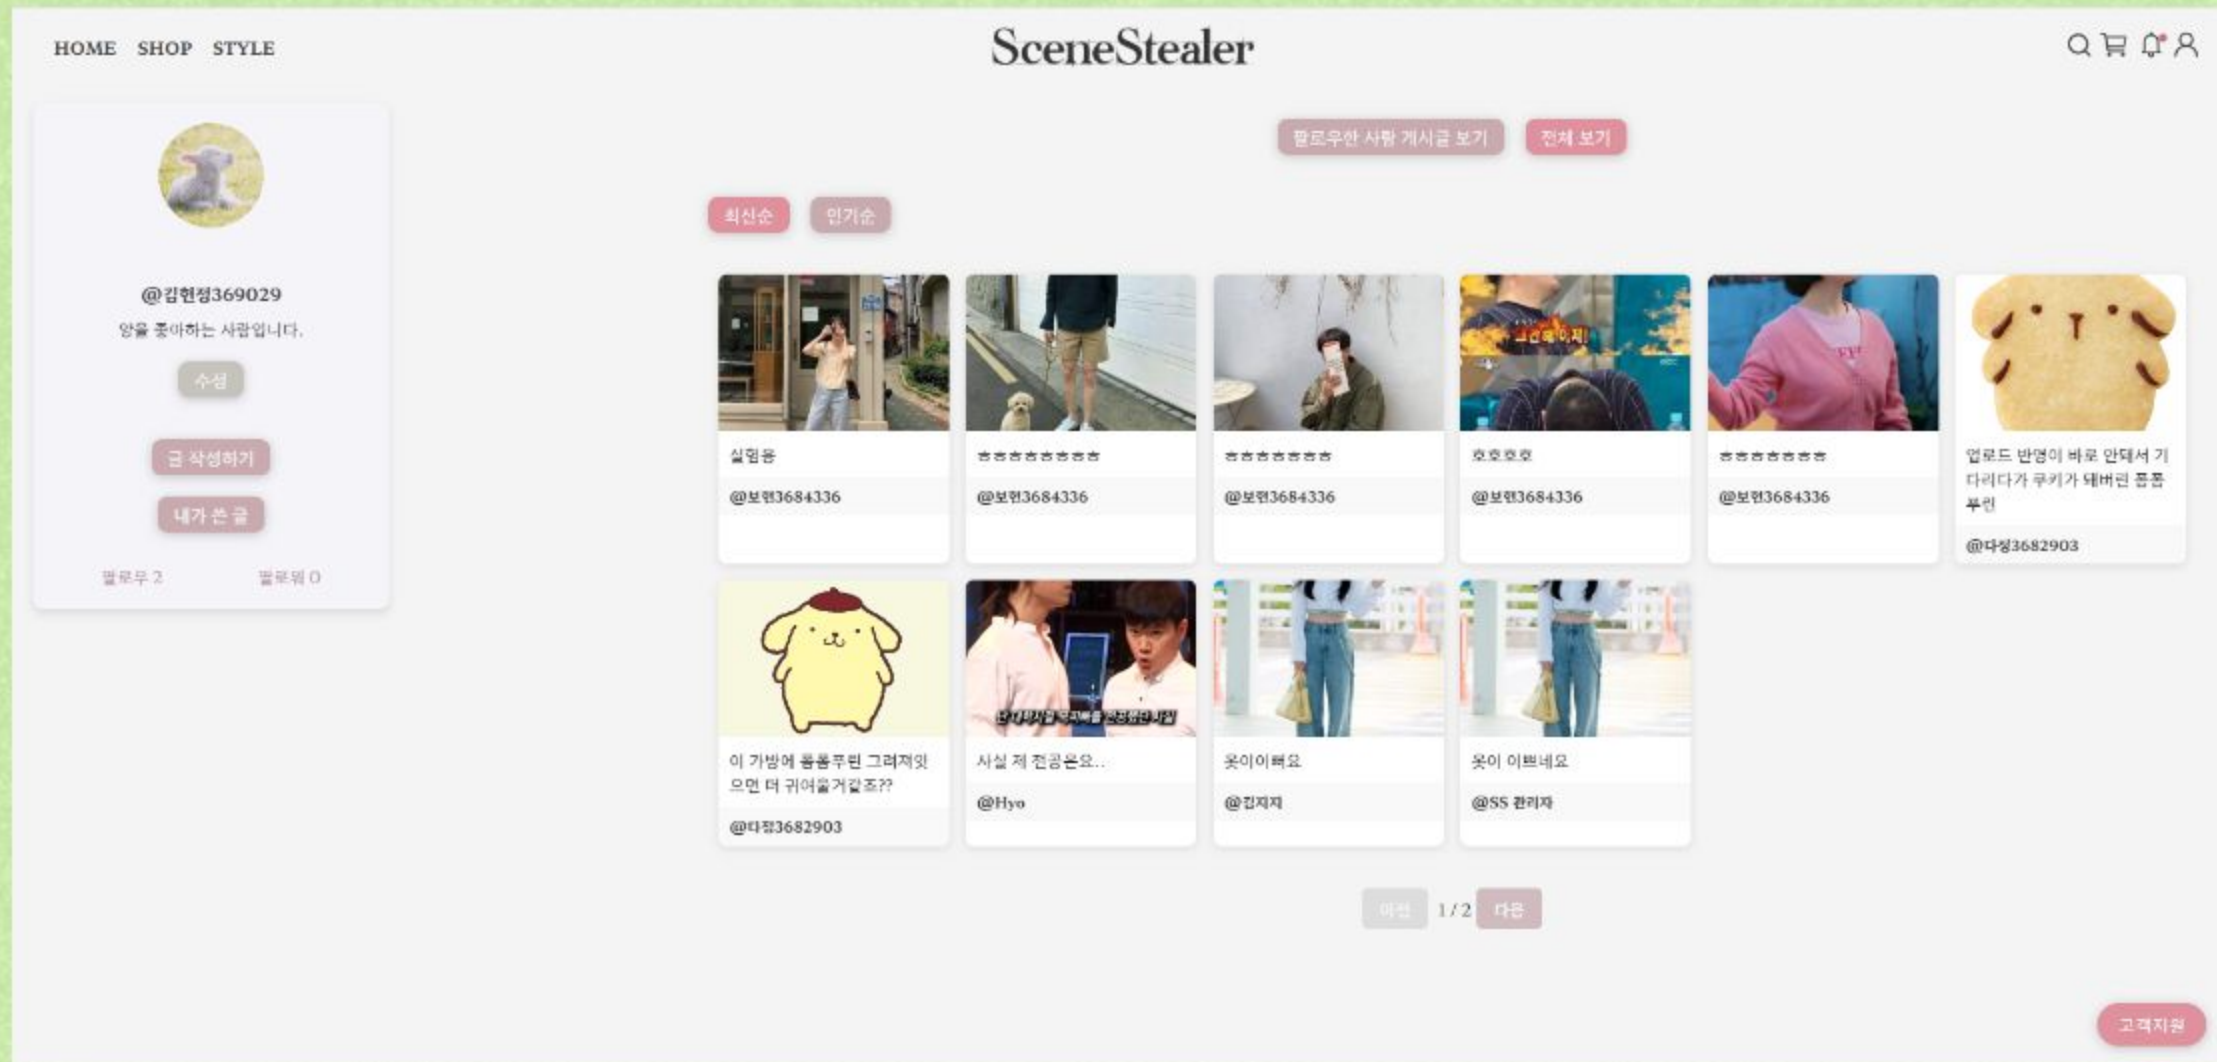 HOME SHOP STYLE
SceneStealer
팔로우한 사람 게시글 보기 전체 보기
최신순 인기순
@김현정369029
양을 좋아하는 사람입니다.
수정
글 작성하기
내가 쓴 글
팔로우 2 팔로워 0
실험용
@보현3684336
ㅎㅎㅎㅎㅎㅎㅎㅎ
@보현3684336
ㅎㅎㅎㅎㅎㅎㅎ
@보현3684336
호호호호
@보현3684336
ㅎㅎㅎㅎㅎㅎㅎ
@보현3684336
업로드 반영이 바로 안돼서 기
다리다가 쿠키가 돼버린 폼폼
푸린
@다정3682903
이 가방에 폼폼푸린 그려져잇
으면 더 귀여울거같죠??
@다정3682903
사실 제 전공은요..
@Hyo
옷이이뻐요
@김지지
옷이 이쁘네요
@SS 관리자
이전 1 / 2 다음
고객지원